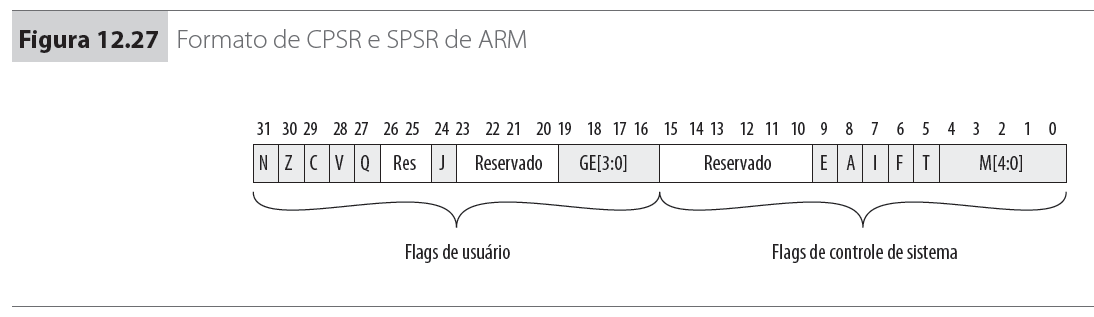 Figura 12.27 Formato de CPSR e SPSR de ARM
31 30 29 28 27 26 25 24 23 22 21 20 19 18 17 16 15 14 13 12 11 10 9 8 7 6 5 4 3 2 1 0
N Z C V Q Res J Reservado GE[3:0] Reservado E A I F T M[4:0]
Flags de usuário Flags de controle de sistema